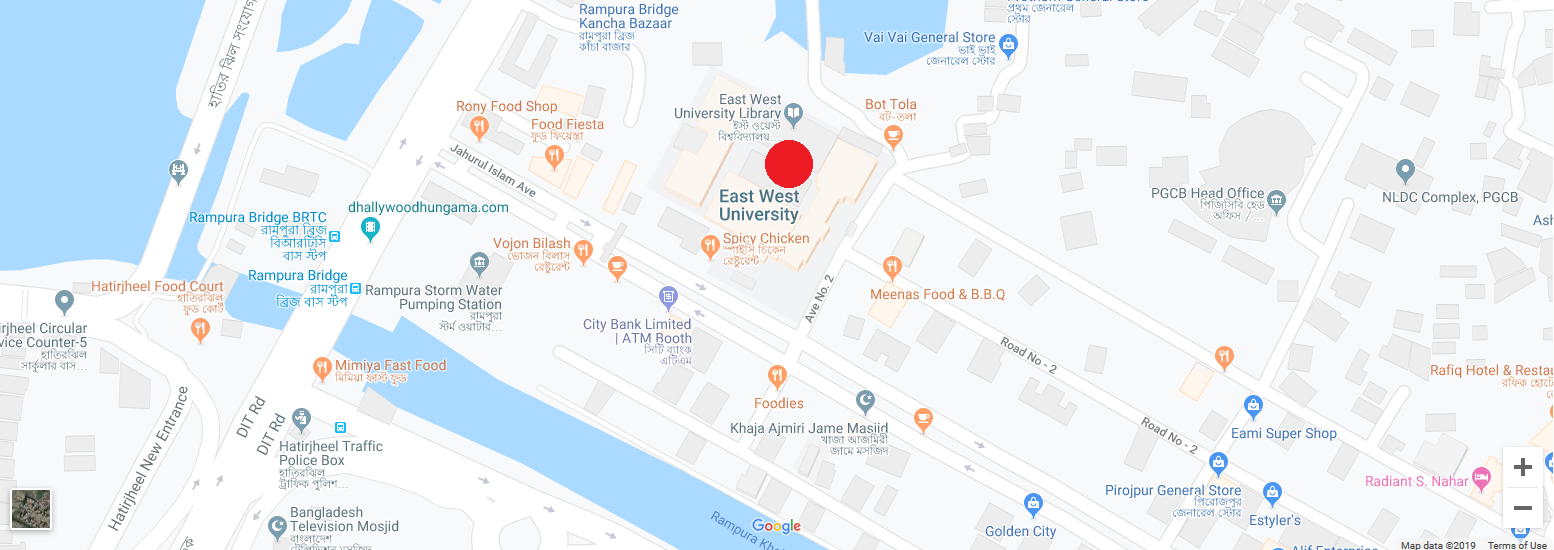 Rampura Bridge
Kancha Bazaar
রামপুরা ব্রিজ
কাঁচা বাজার
স্টোর
Vai Vai General Store
ভাই ভাই
জেনারেল স্টোর
হাতির ঝিল সংযোগ
East West
University Library
ইস্ট ওয়েস্ট
বিশ্ববিদ্যালয়...
Bot Tola
বট-তলা
Rony Food Shop
Food Fiesta
ফুড ফিয়েস্তা
Jahurul Islam Ave
East West
University
PGCB Head Office
পিজিসিবি হেড
অফিস /...
NLDC Complex, PGCB
Ash
dhallywoodhungama.com
Rampura Bridge BRTC
রামপুরা ব্রিজ
বিআরটিসি
বাস স্টপ
Vojon Bilash
ভোজন বিলাস
রেষ্টুরেন্ট
Spicy Chicken
স্পাইসি চিকেন
রেষ্টুরেন্ট
Rampura Bridge
রামপুরা
ব্রিজ বাস স্টপ
Hatirjheel Food Court
হাতিরঝিল
ফুড কোর্ট
Rampura Storm Water
Pumping Station
রামপুরা
স্টর্ম ওয়াটার...
Ave No. 2
Meenas Food & B.B.Q
City Bank Limited
| ATM Booth
সিটি ব্যাংক
এটিএম
irjheel Circular
vice Counter-5
হাতিরঝিল
সার্কুলার বাস...
Road No - 2
Mimiya Fast Food
মিমিয়া ফাস্ট ফুড
Rafiq Hotel & Restau
রফিক হোটে
Foodies
DIT Rd
DIT Rd
Hatirjheel New Entrance
Khaja Ajmiri Jame Masjid
খাজা আজমিরী
জামে মসজিদ
Eami Super Shop
Road No - 2
Hatirjheel Traffic
Police Box
হাতিরঝিল
ট্রাফিক পুলিশ...
Radiant S. Nahar
Pirojpur General Store
পিরোজপুর
জেনারেল স্টোর
Estyler's
Golden City
Bangladesh
Television Mosjid
বাংলাদেশ
Rampura Kh
Google
Alif Enterprise
Map data ©2019
Terms of Use